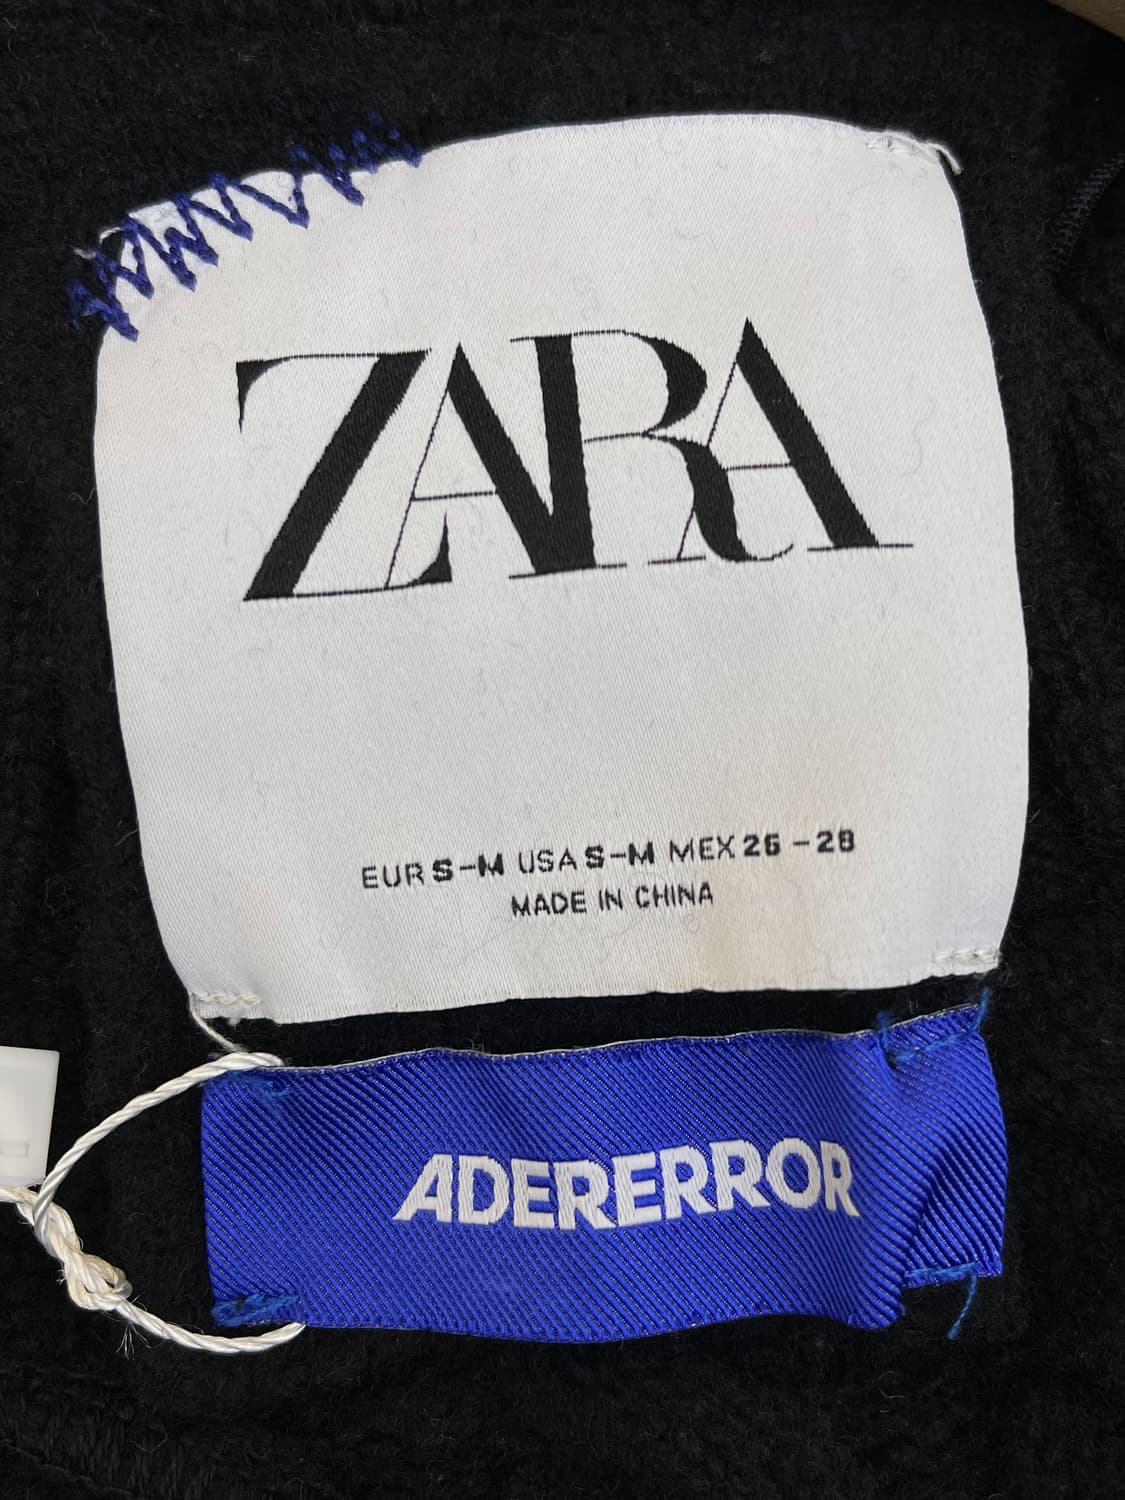 ZARA
EUR S-M USA S-M MEX 26-28
MADE IN CHINA
ADERERROR